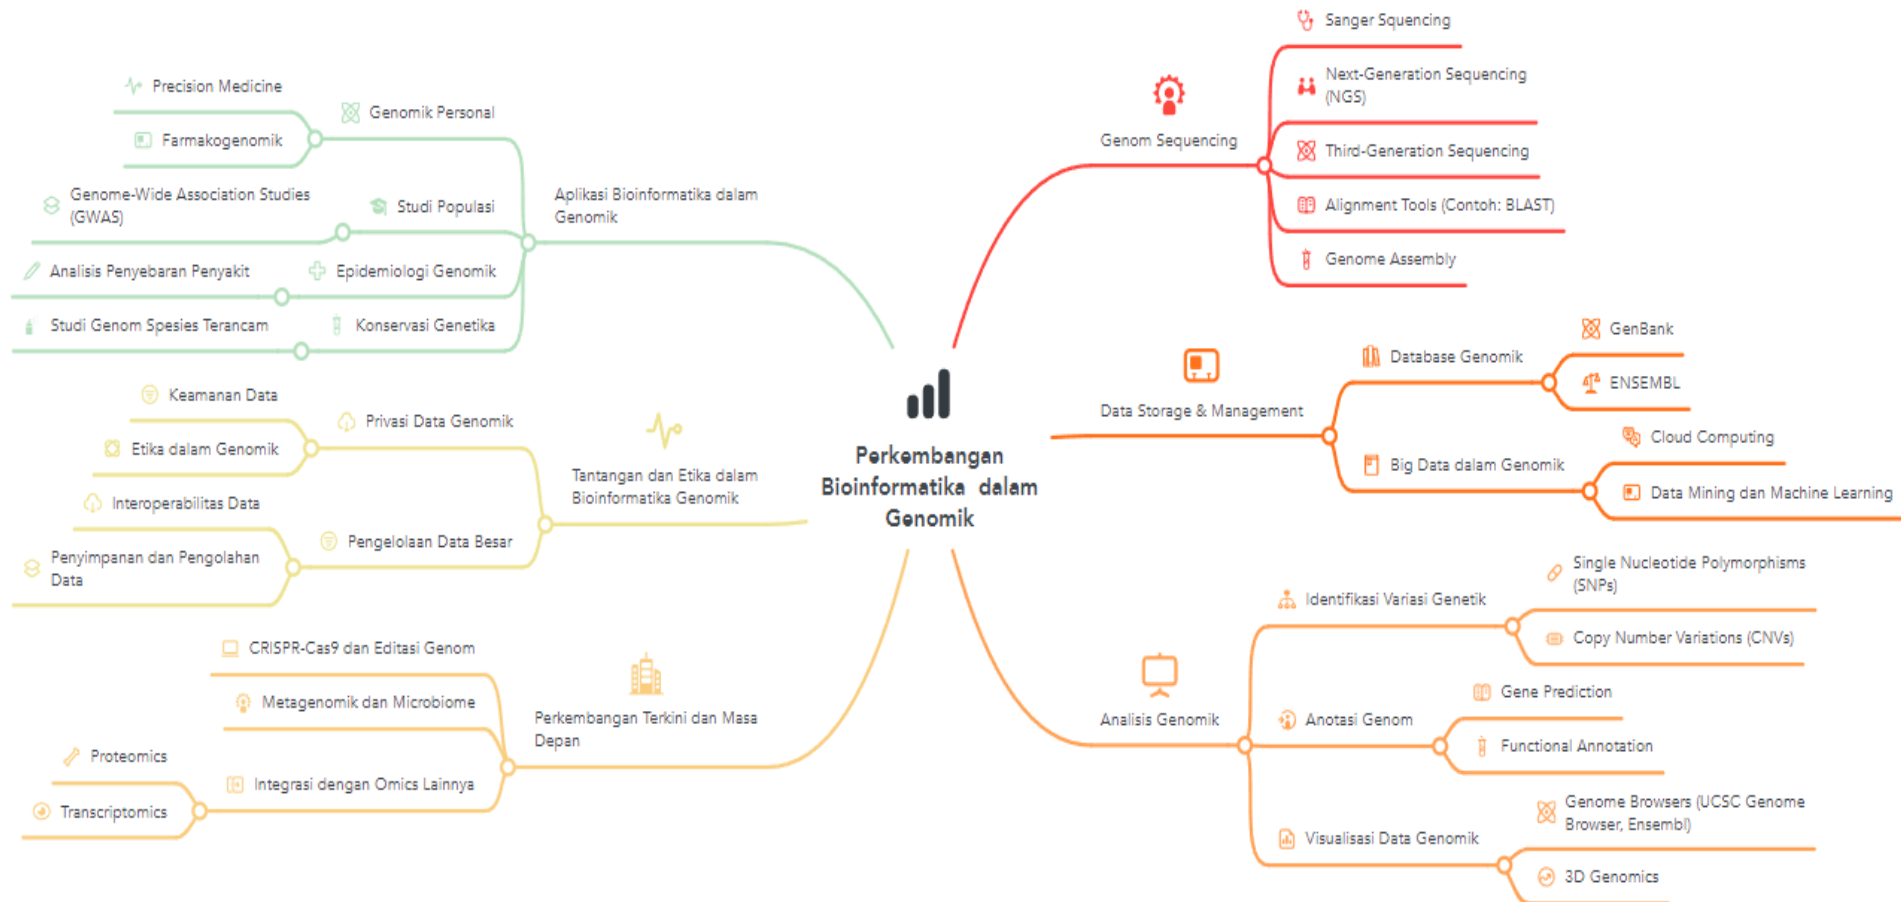 Perkembangan
Bioinformatika dalam
Genomik
Genom Sequencing
Sanger Squencing
Next-Generation Sequencing
(NGS)
Third-Generation Sequencing
Alignment Tools (Contoh: BLAST)
Genome Assembly
Data Storage & Management
Database Genomik
GenBank
ENSEMBL
Big Data dalam Genomik
Cloud Computing
Data Mining dan Machine Learning
Analisis Genomik
Identifikasi Variasi Genetik
Single Nucleotide Polymorphisms
(SNPs)
Copy Number Variations (CNVs)
Anotasi Genom
Gene Prediction
Functional Annotation
Visualisasi Data Genomik
Genome Browsers (UCSC Genome
Browser, Ensembl)
3D Genomics
Aplikasi Bioinformatika dalam
Genomik
Genomik Personal
Precision Medicine
Farmakogenomik
Studi Populasi
Genome-Wide Association Studies
(GWAS)
Epidemiologi Genomik
Analisis Penyebaran Penyakit
Konservasi Genetika
Studi Genom Spesies Terancam
Tantangan dan Etika dalam
Bioinformatika Genomik
Privasi Data Genomik
Keamanan Data
Etika dalam Genomik
Pengelolaan Data Besar
Interoperabilitas Data
Penyimpanan dan Pengolahan
Data
Perkembangan Terkini dan Masa
Depan
CRISPR-Cas9 dan Editasi Genom
Metagenomik dan Microbiome
Integrasi dengan Omics Lainnya
Proteomics
Transcriptomics